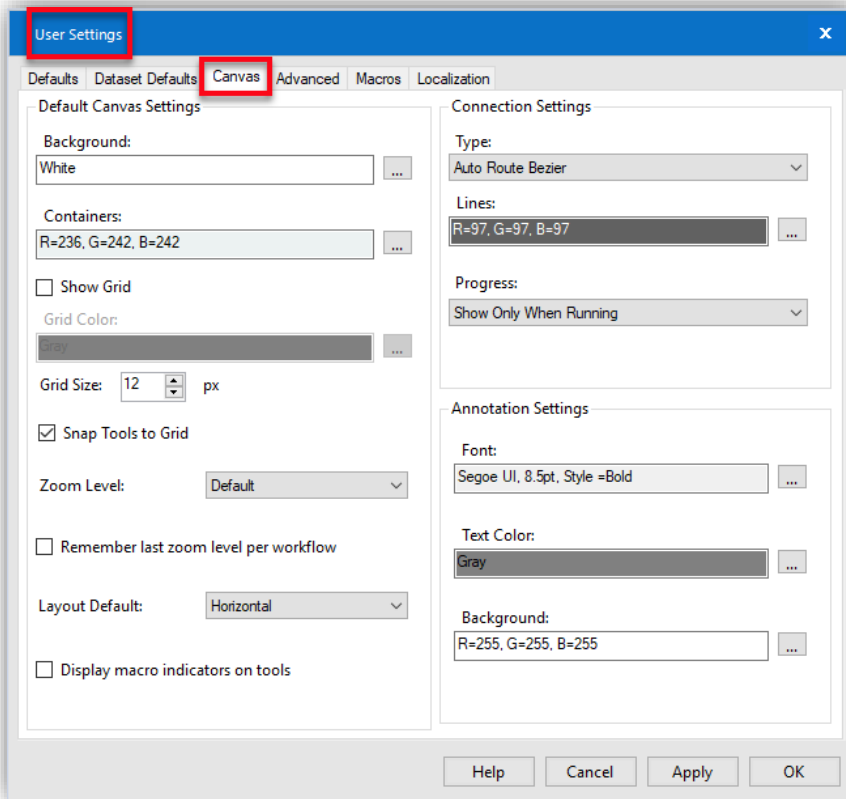 User Settings
x
Defaults Dataset Defaults Canvas Advanced Macros Localization
Default Canvas Settings
Background:
White
...
Containers:
R=236, G=242, B=242
...
Show Grid
Grid Color:
Gray
...
Grid Size: 12 px
Snap Tools to Grid
Zoom Level: Default
Remember last zoom level per workflow
Layout Default: Horizontal
Display macro indicators on tools
Connection Settings
Type:
Auto Route Bezier
Lines:
R=97, G=97, B=97
...
Progress:
Show Only When Running
Annotation Settings
Font:
Segoe UI, 8.5pt, Style =Bold
...
Text Color:
Gray
...
Background:
R=255, G=255, B=255
...
Help Cancel Apply OK